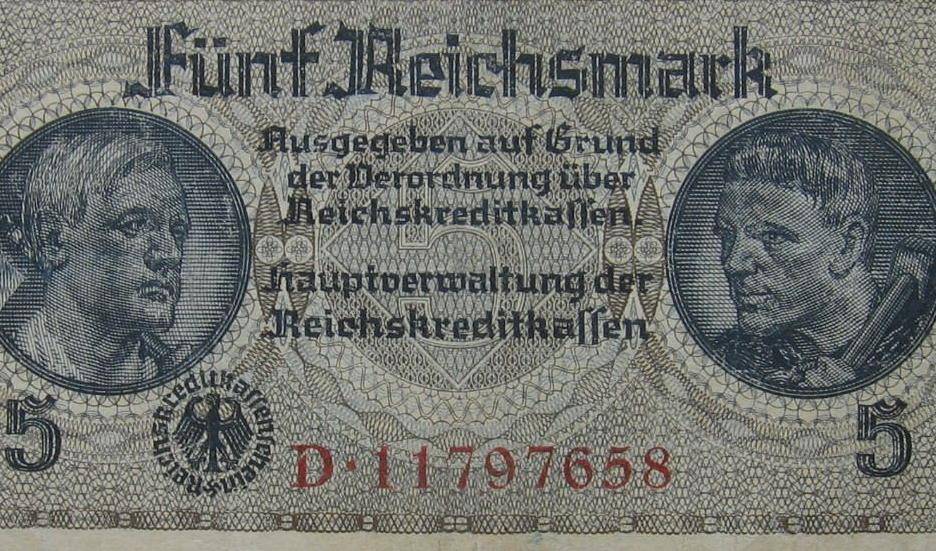 Fünf Reichsmark
Ausgegeben auf Grund
der Verordnung über
Reichskreditkassen.
Hauptverwaltung der
Reichskreditkassen
5
5
D·11797658